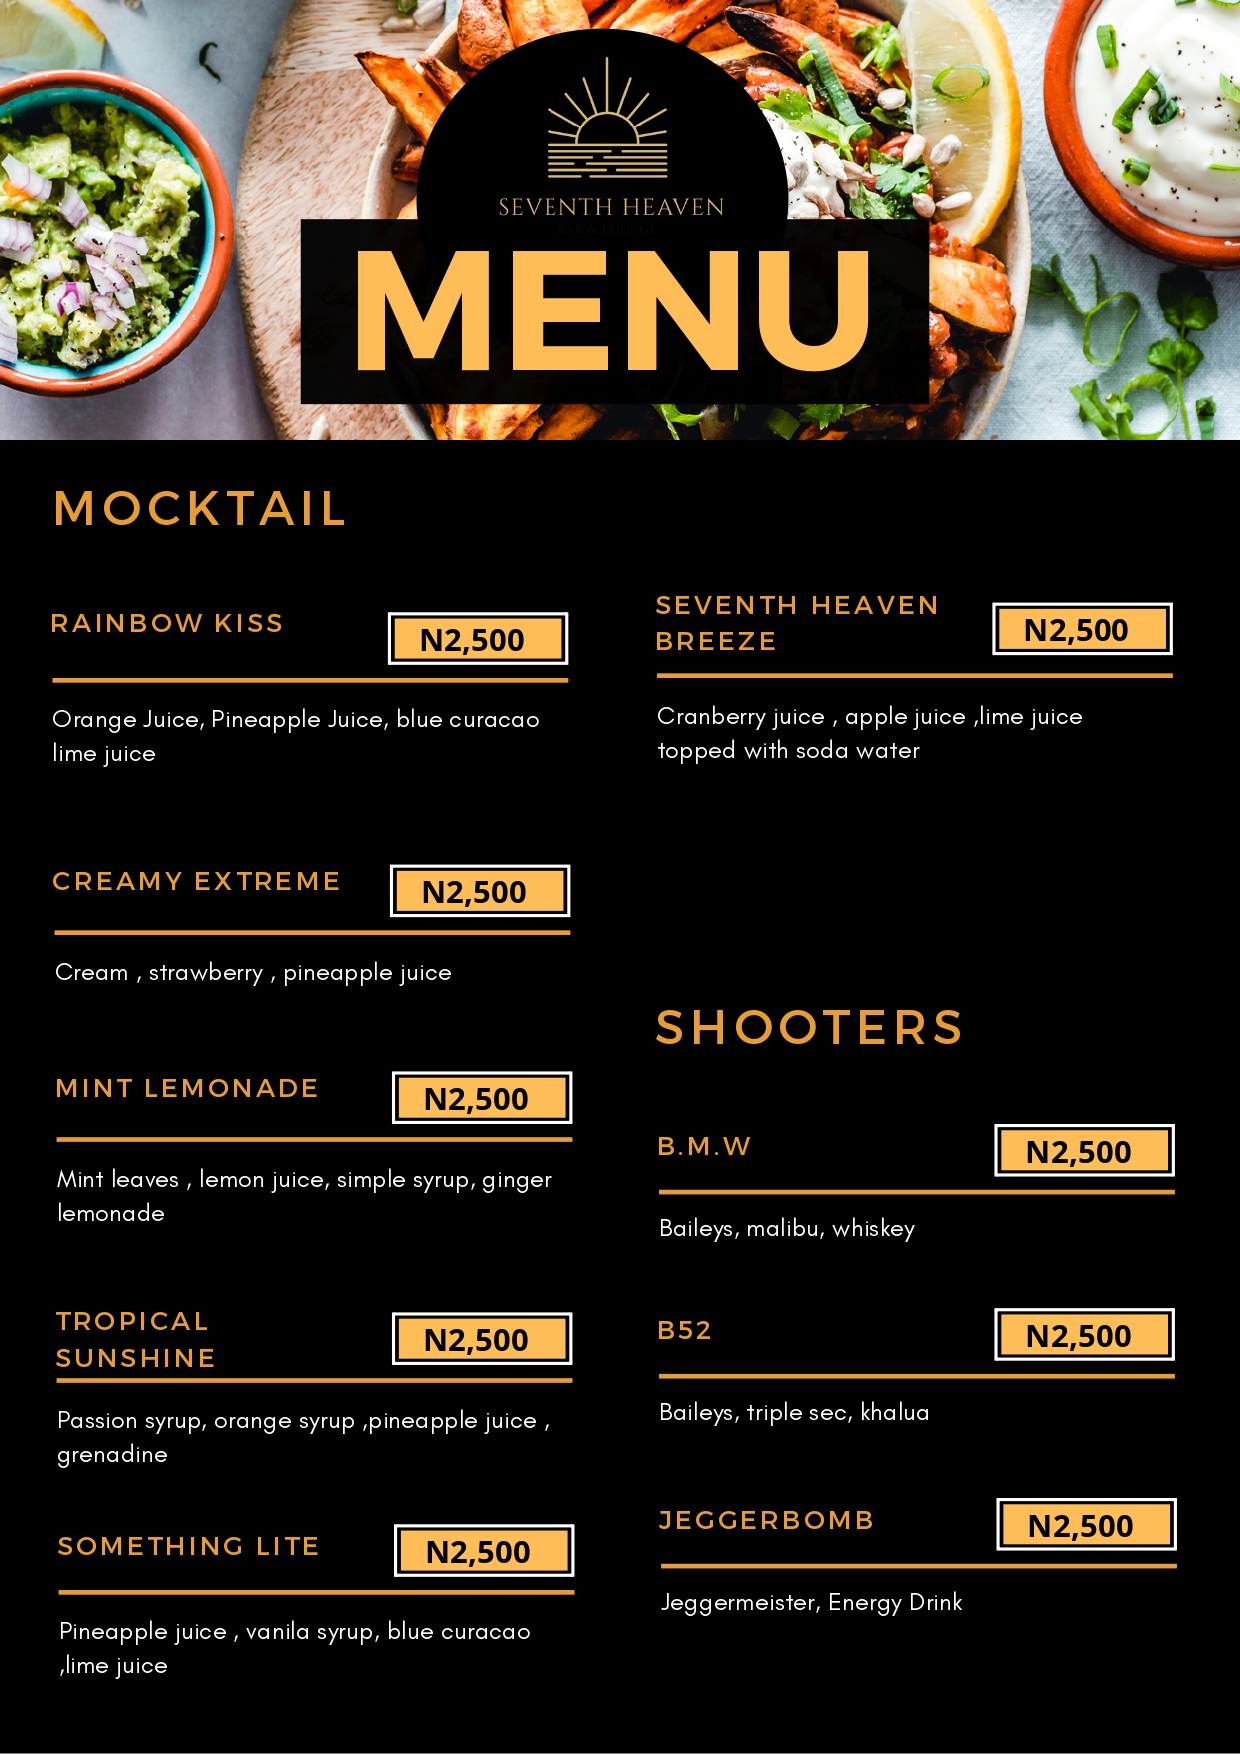 SEVENTH HEAVEN
BAR & LOUNGE
MENU
MOCKTAIL
RAINBOW KISS
N2,500
Orange Juice, Pineapple Juice, blue curacao
lime juice
CREAMY EXTREME
N2,500
Cream , strawberry , pineapple juice
MINT LEMONADE
N2,500
Mint leaves , lemon juice, simple syrup, ginger
lemonade
TROPICAL
SUNSHINE
N2,500
Passion syrup, orange syrup ,pineapple juice ,
grenadine
SOMETHING LITE
N2,500
Pineapple juice , vanila syrup, blue curacao
,lime juice
SEVENTH HEAVEN
BREEZE
N2,500
Cranberry juice , apple juice ,lime juice
topped with soda water
SHOOTERS
B.M.W
N2,500
Baileys, malibu, whiskey
B52
N2,500
Baileys, triple sec, khalua
JEGGERBOMB
N2,500
Jeggermeister, Energy Drink